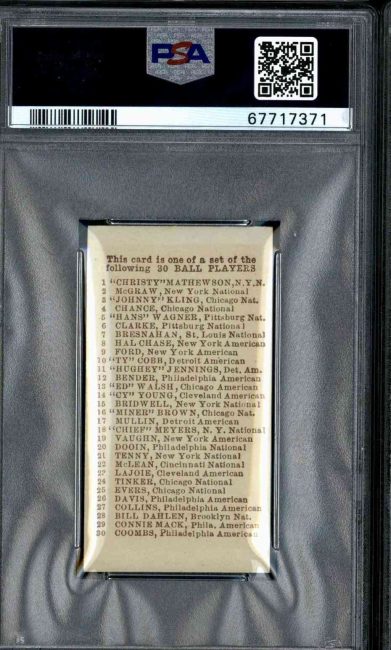 PSA
67717371
This card is one of a set of the
following 30 BALL PLAYERS
1 "CHRISTY" MATHEWSON, N.Y.N.
2 McGRAW, New York National
3 "JOHNNY" KLING, Chicago Nat.
4 CHANCE, Chicago National
5 "HANS" WAGNER, Pittsburg Nat.
6 CLARKE, Pittsburg National
7 BRESNAHAN, St. Louis National
8 HAL CHASE, New York American
9 FORD, New York American
10 "TY" COBB, Detroit American
11 "HUGHEY" JENNINGS, Det. Am.
12 BENDER, Philadelphia American
13 "ED" WALSH, Chicago American
14 "CY" YOUNG, Cleveland American
15 BRIDWELL, New York National
16 "MINER" BROWN, Chicago Nat.
17 MULLIN, Detroit American
18 "CHIEF" MEYERS, N. Y. National
19 VAUGHN, New York American
20 DOOIN, Philadelphia National
21 TENNY, New York National
22 McLEAN, Cincinnati National
23 LAJOIE, Cleveland American
24 TINKER, Chicago National
25 EVERS, Chicago National
26 DAVIS, Philadelphia American
27 COLLINS, Philadelphia American
28 BILL DAHLEN, Brooklyn Nat.
29 CONNIE MACK, Phila. American
30 COOMBS, Philadelphia American